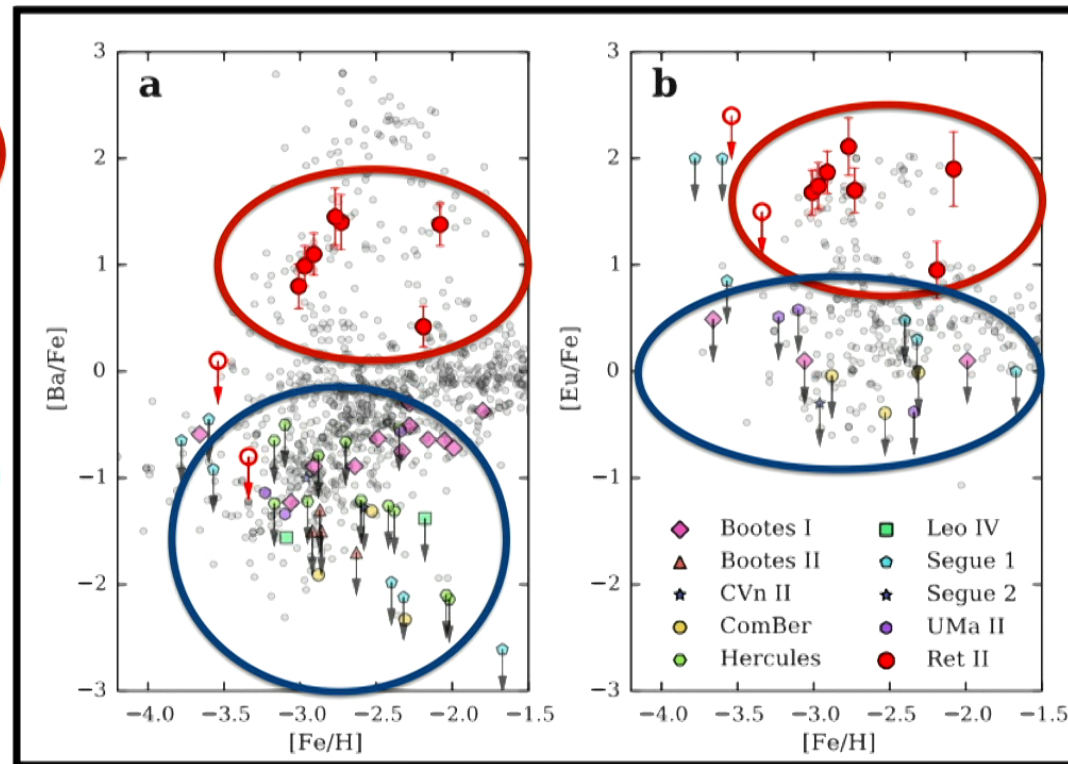 a
b
3
2
1
0
−1
−2
−3
[Ba/Fe]
−4.0 −3.5 −3.0 −2.5 −2.0 −1.5
[Fe/H]
3
2
1
0
−1
−2
−3
[Eu/Fe]
−4.0 −3.5 −3.0 −2.5 −2.0 −1.5
[Fe/H]
Bootes I
Bootes II
CVn II
ComBer
Hercules
Leo IV
Segue 1
Segue 2
UMa II
Ret II